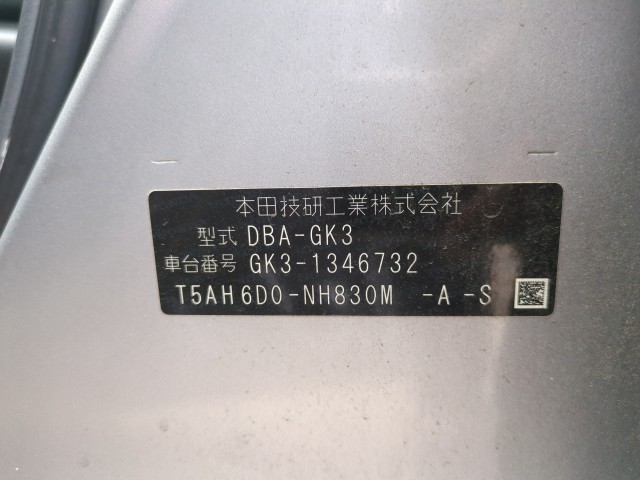 本田技研工業株式会社
型式 DBA-GK3
車台番号 GK3-1346732
T5AH6D0-NH830M -A-S